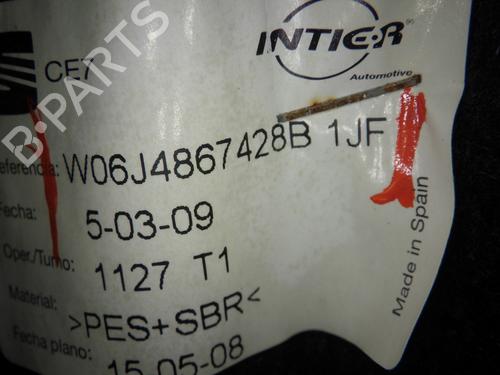 CE7
INTIER®
Automotive
B-PARTS
eferencia: W06J4867428B 1JF
Fecha: 5-03-09
Oper./Turno: 1127 T1
Material: >PES+SBR<
Fecha plano: 15.05-08
Made in Spain